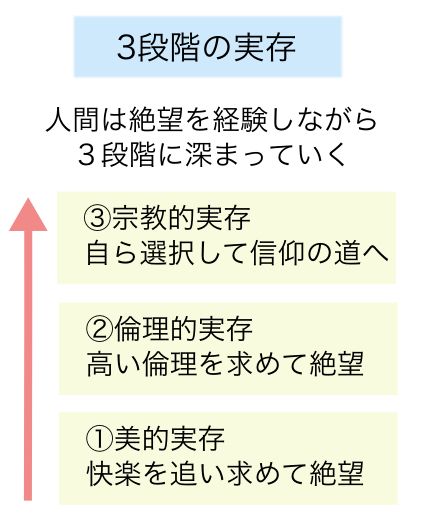 3段階の実存
人間は絶望を経験しながら
３段階に深まっていく
③宗教的実存
自ら選択して信仰の道へ
②倫理的実存
高い倫理を求めて絶望
①美的実存
快楽を追い求めて絶望